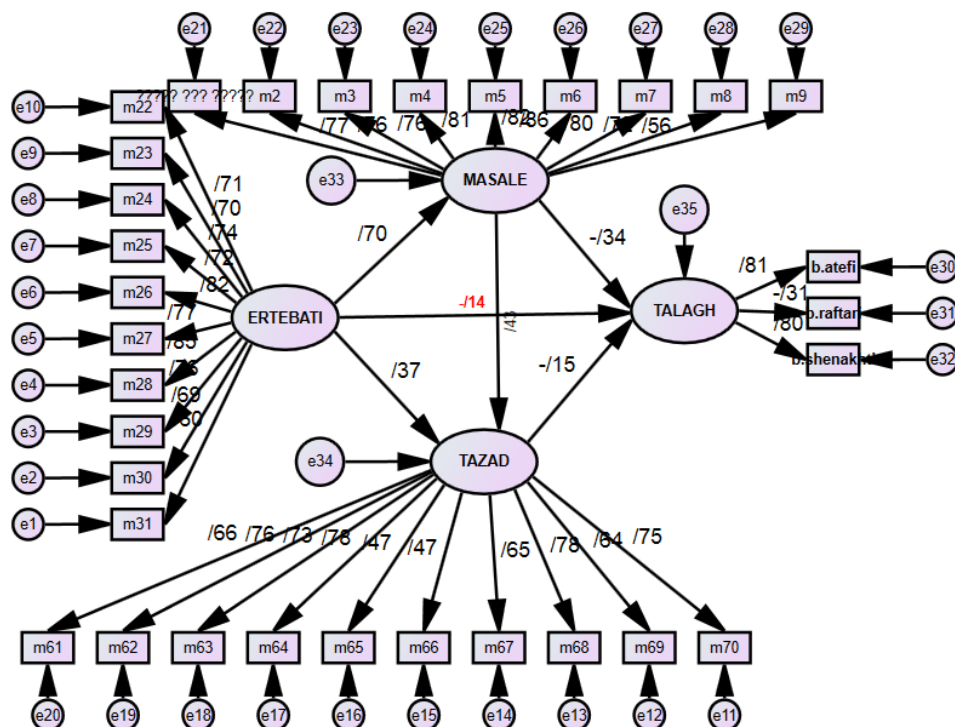 e21 e22 e23 e24 e25 e26 e27 e28 e29
????? ??? ????? m2 m3 m4 m5 m6 m7 m8 m9
/77 /76 /76 /81 /82 /86 /80 /56
e10 m22
e9 m23
e8 m24
e7 m25
e6 m26
e5 m27
e4 m28
e3 m29
e2 m30
e1 m31
/71
/70
/74
/72
/82
/77
/85
/69
e33 MASALE
/70
-/34
e35
ERTEBATI
-/14
/43
TALAGH
/81 b.atefi e30
-/31 b.raftari e31
/80 e32
/37
-/15
e34 TAZAD
/66 /76 /73 /78 /47 /47 /65 /78 /64 /75
m61 m62 m63 m64 m65 m66 m67 m68 m69 m70
e20 e19 e18 e17 e16 e15 e14 e13 e12 e11